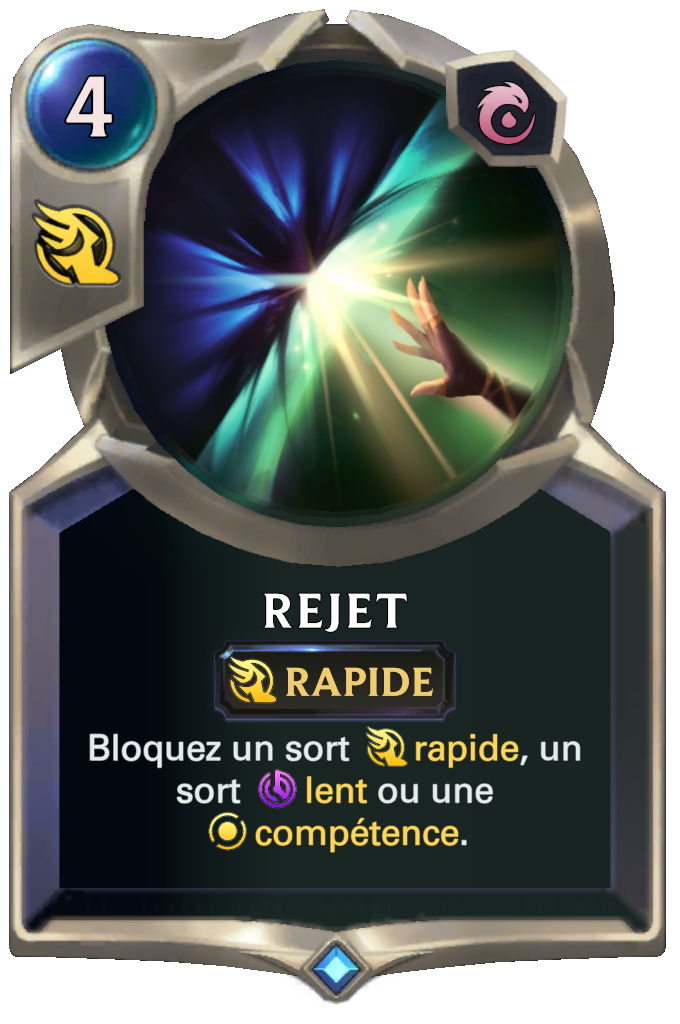 4
REJET
RAPIDE
Bloquez un sort rapide, un
sort lent ou une
compétence.